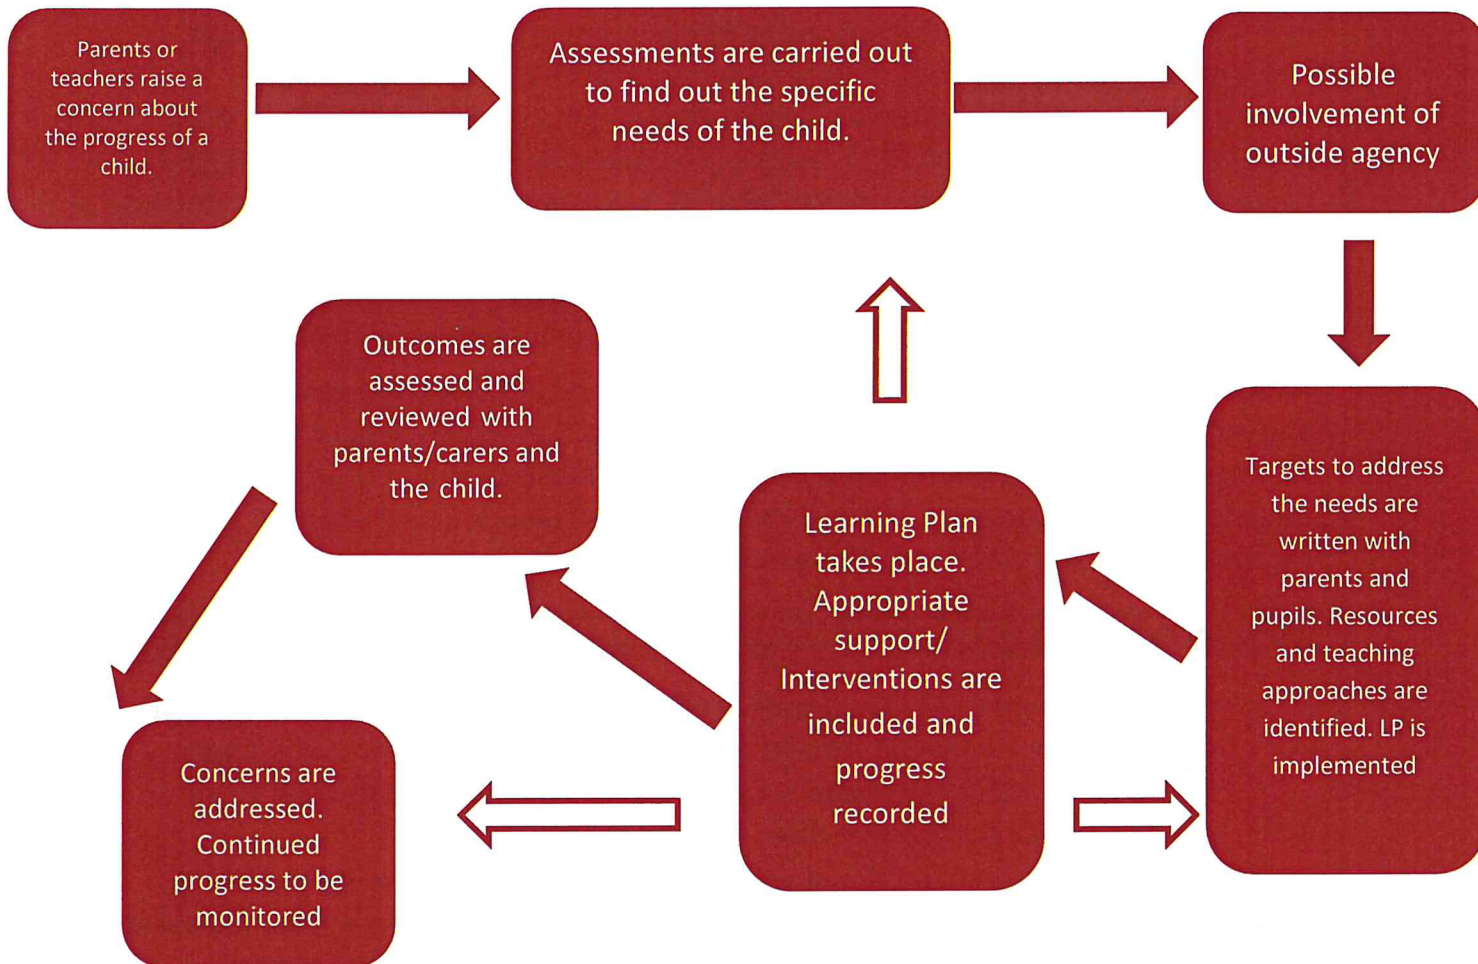 Parents or
teachers raise a
concern about
the progress of a
child.
Assessments are carried out
to find out the specific
needs of the child.
Possible
involvement of
outside agency
Targets to address
the needs are
written with
parents and
pupils. Resources
and teaching
approaches are
identified. LP is
implemented
Learning Plan
takes place.
Appropriate
support/
Interventions are
included and
progress
recorded
Outcomes are
assessed and
reviewed with
parents/carers and
the child.
Concerns are
addressed.
Continued
progress to be
monitored